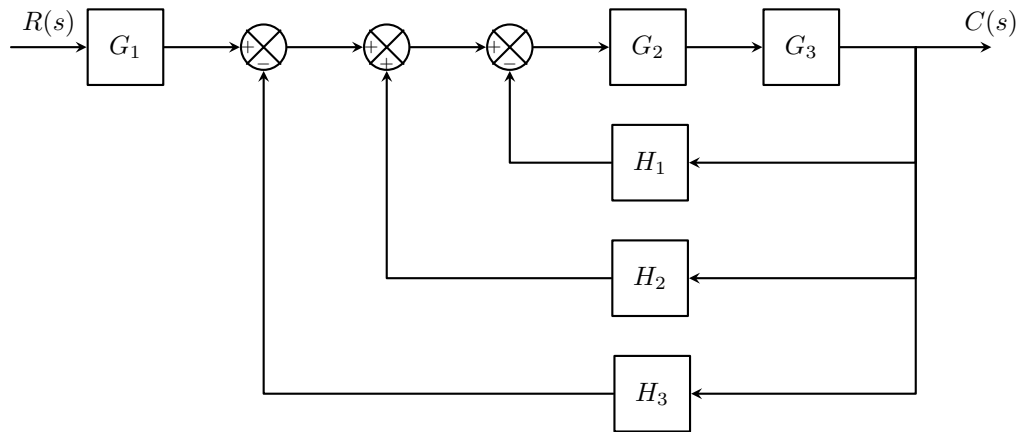 R(s) C(s)
G₁ + + + G₂ G₃
− + −
H₁
H₂
H₃